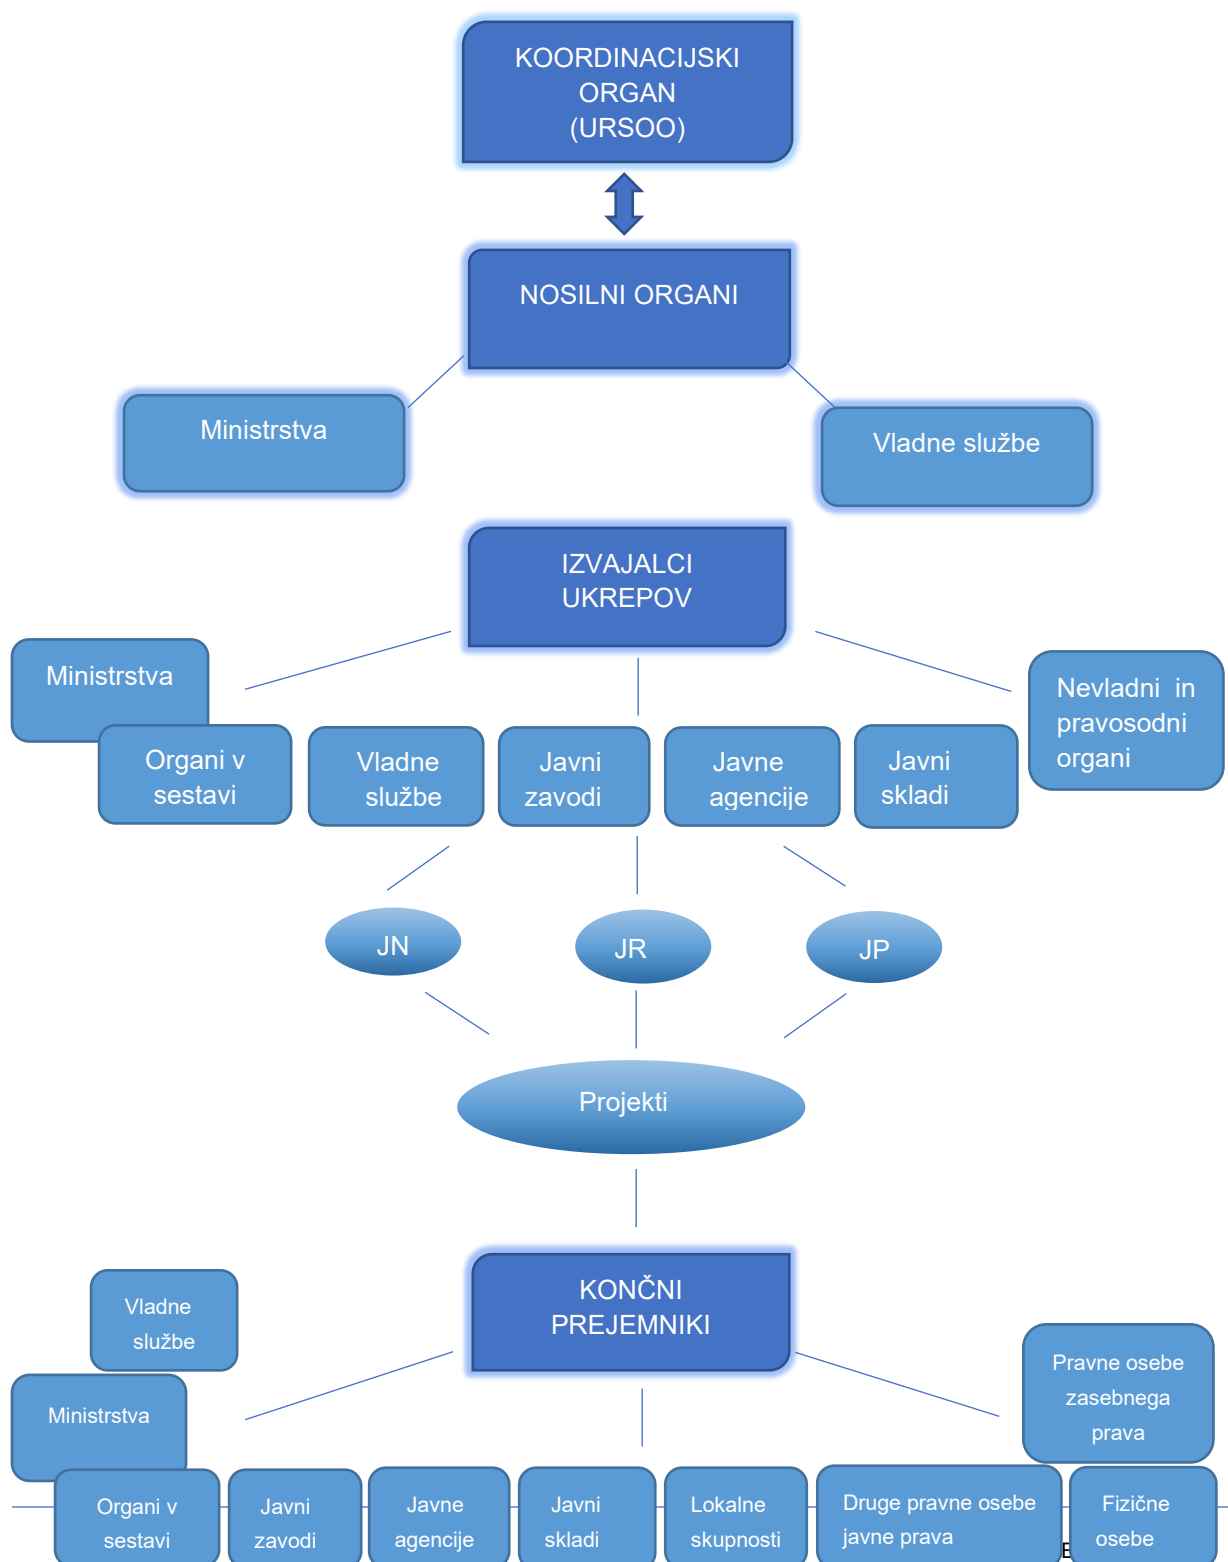 KOORDINACIJSKI
ORGAN
(URSOO)
NOSILNI ORGANI
Ministrstva
Vladne službe
IZVAJALCI
UKREPOV
Ministrstva
Nevladni in
pravosodni
organi
Organi v
sestavi
Vladne
službe
Javni
zavodi
Javne
agencije
Javni
skladi
JN
JR
JP
Projekti
KONČNI
PREJEMNIKI
Vladne
službe
Ministrstva
Pravne osebe
zasebnega
prava
Organi v
sestavi
Javni
zavodi
Javne
agencije
Javni
skladi
Lokalne
skupnosti
Druge pravne osebe
javne prava
Fizične
osebe